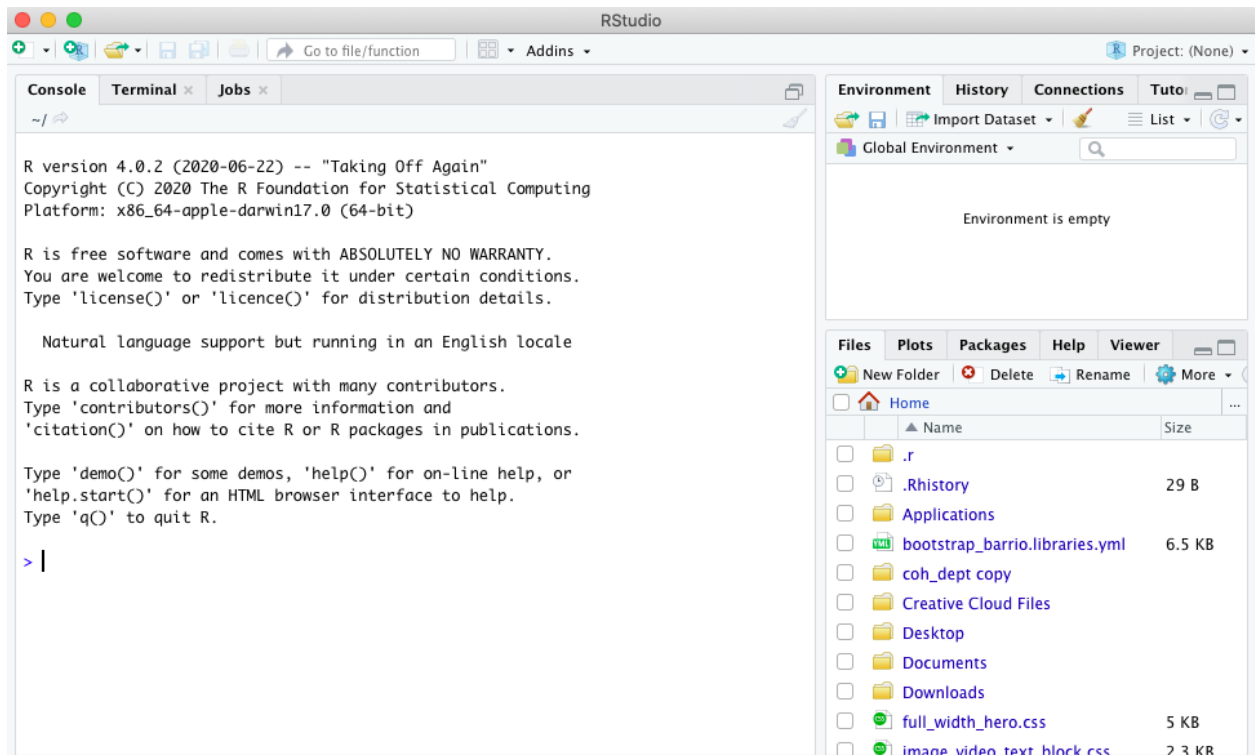 RStudio
Go to file/function Addins Project: (None)
Console Terminal Jobs
~/
R version 4.0.2 (2020-06-22) -- "Taking Off Again"
Copyright (C) 2020 The R Foundation for Statistical Computing
Platform: x86_64-apple-darwin17.0 (64-bit)
R is free software and comes with ABSOLUTELY NO WARRANTY.
You are welcome to redistribute it under certain conditions.
Type 'license()' or 'licence()' for distribution details.
Natural language support but running in an English locale
R is a collaborative project with many contributors.
Type 'contributors()' for more information and
'citation()' on how to cite R or R packages in publications.
Type 'demo()' for some demos, 'help()' for on-line help, or
'help.start()' for an HTML browser interface to help.
Type 'q()' to quit R.
>
Environment History Connections Tuto
Import Dataset List
R Global Environment
Environment is empty
Files Plots Packages Help Viewer
New Folder Delete Rename More
Home ...
Name Size
.r
.Rhistory 29 B
Applications
YML bootstrap_barrio.libraries.yml 6.5 KB
coh_dept copy
Creative Cloud Files
Desktop
Documents
Downloads
full_width_hero.css 5 KB
image_video_text_block.css 2.3 KB